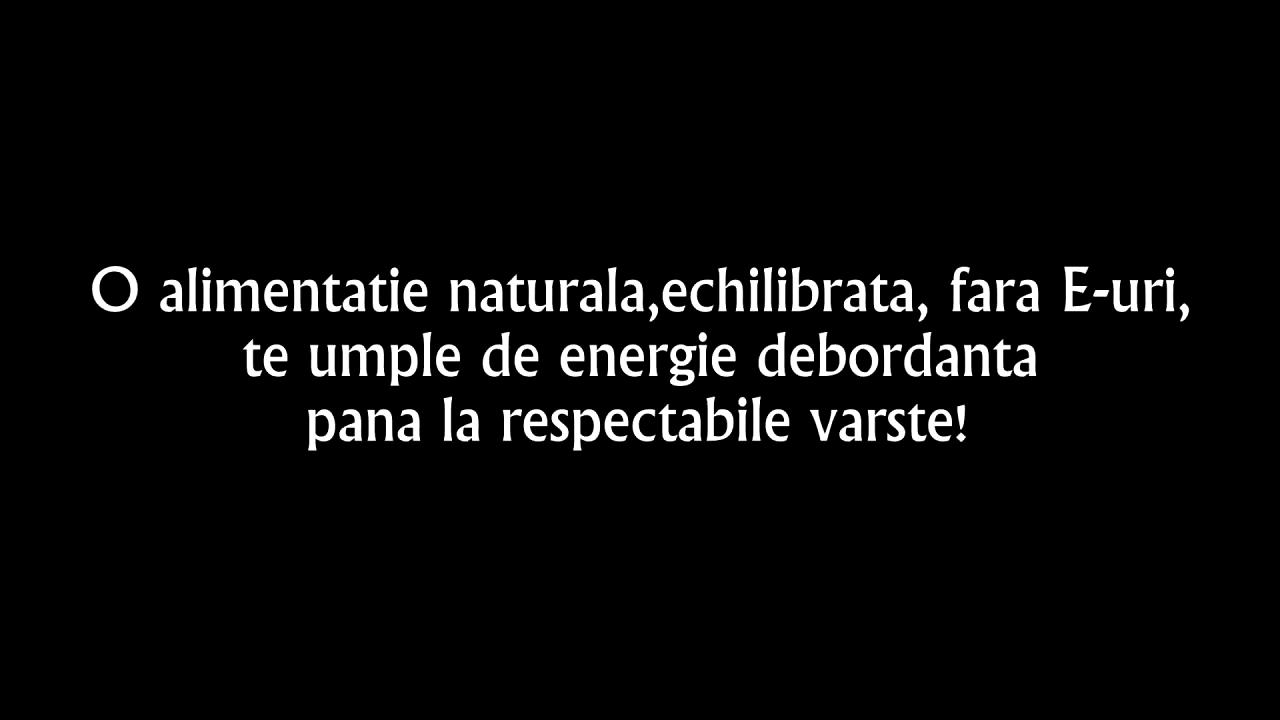 O alimentatie naturala,echilibrata, fara E-uri,
te umple de energie debordanta
pana la respectabile varste!